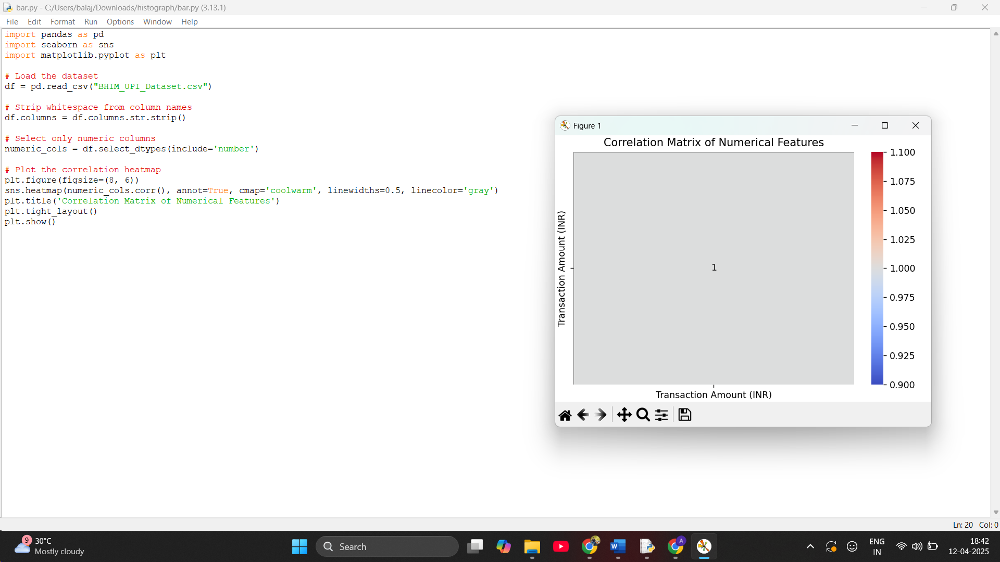 bar.py - C:/Users/balaj/Downloads/histograph/bar.py (3.13.1)
File Edit Format Run Options Window Help
import pandas as pd
import seaborn as sns
import matplotlib.pyplot as plt
# Load the dataset
df = pd.read_csv("BHIM_UPI_Dataset.csv")
# Strip whitespace from column names
df.columns = df.columns.str.strip()
# Select only numeric columns
numeric_cols = df.select_dtypes(include='number')
# Plot the correlation heatmap
plt.figure(figsize=(8, 6))
sns.heatmap(numeric_cols.corr(), annot=True, cmap='coolwarm', linewidths=0.5, linecolor='gray')
plt.title('Correlation Matrix of Numerical Features')
plt.tight_layout()
plt.show()
Figure 1
Correlation Matrix of Numerical Features
Transaction Amount (INR)
1
Transaction Amount (INR)
1.100
1.075
1.050
1.025
1.000
0.975
0.950
0.925
0.900
Ln: 20 Col: 0
9
30°C
Mostly cloudy
Search
A
ENG
IN
18:42
12-04-2025